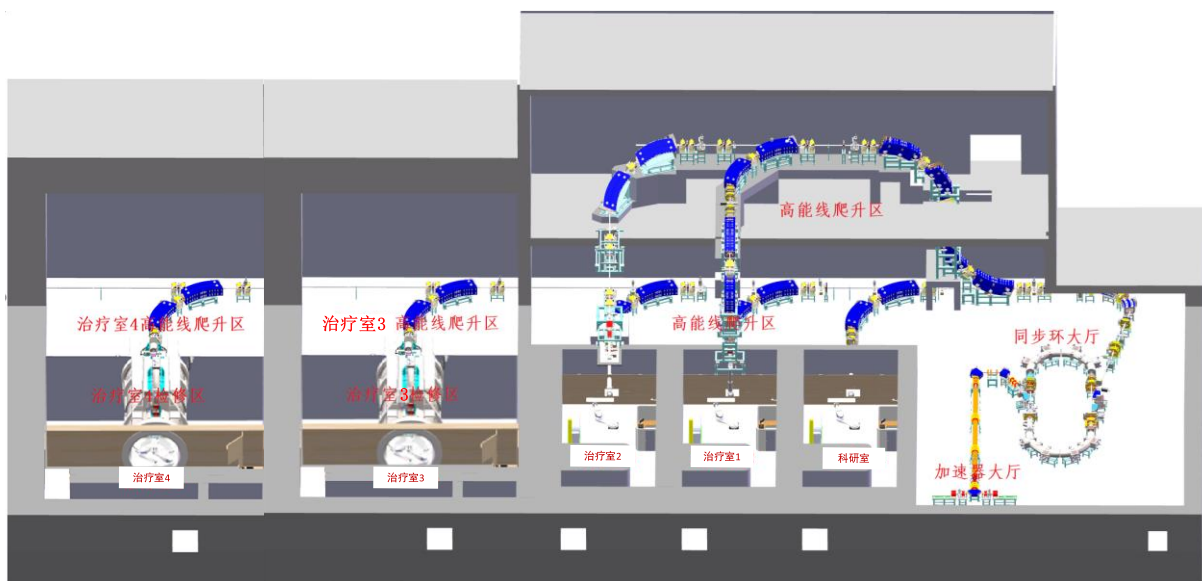 高能线爬升区
治疗室4高能线爬升区
治疗室3 高能线爬升区
高能线爬升区
同步环大厅
治疗室4检修区
治疗室3检修区
治疗室4
治疗室3
治疗室2
治疗室1
科研室
加速器大厅